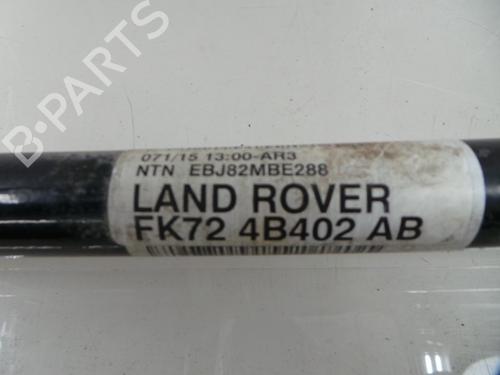 071/15 13:00-AR3
NTN EBJ82MBE288
LAND ROVER
FK72 4B402 AB
B-PARTS